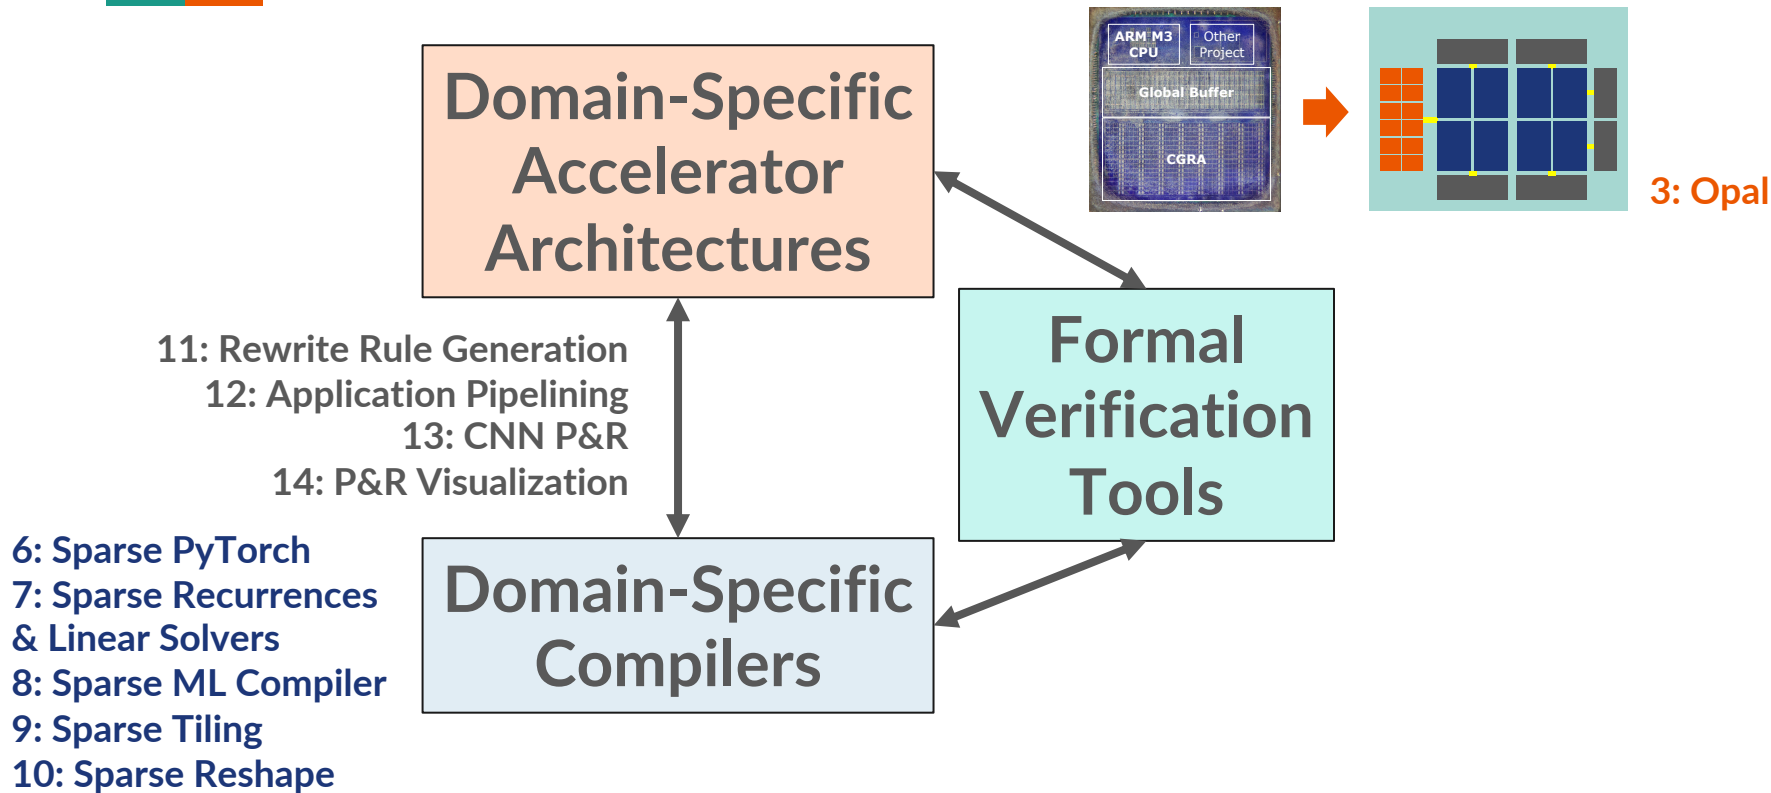 Domain-Specific
Accelerator
Architectures
ARM M3
CPU
Other
Project
Global Buffer
CGRA
3: Opal
11: Rewrite Rule Generation
12: Application Pipelining
13: CNN P&R
14: P&R Visualization
Formal
Verification
Tools
6: Sparse PyTorch
7: Sparse Recurrences
& Linear Solvers
8: Sparse ML Compiler
9: Sparse Tiling
10: Sparse Reshape
Domain-Specific
Compilers